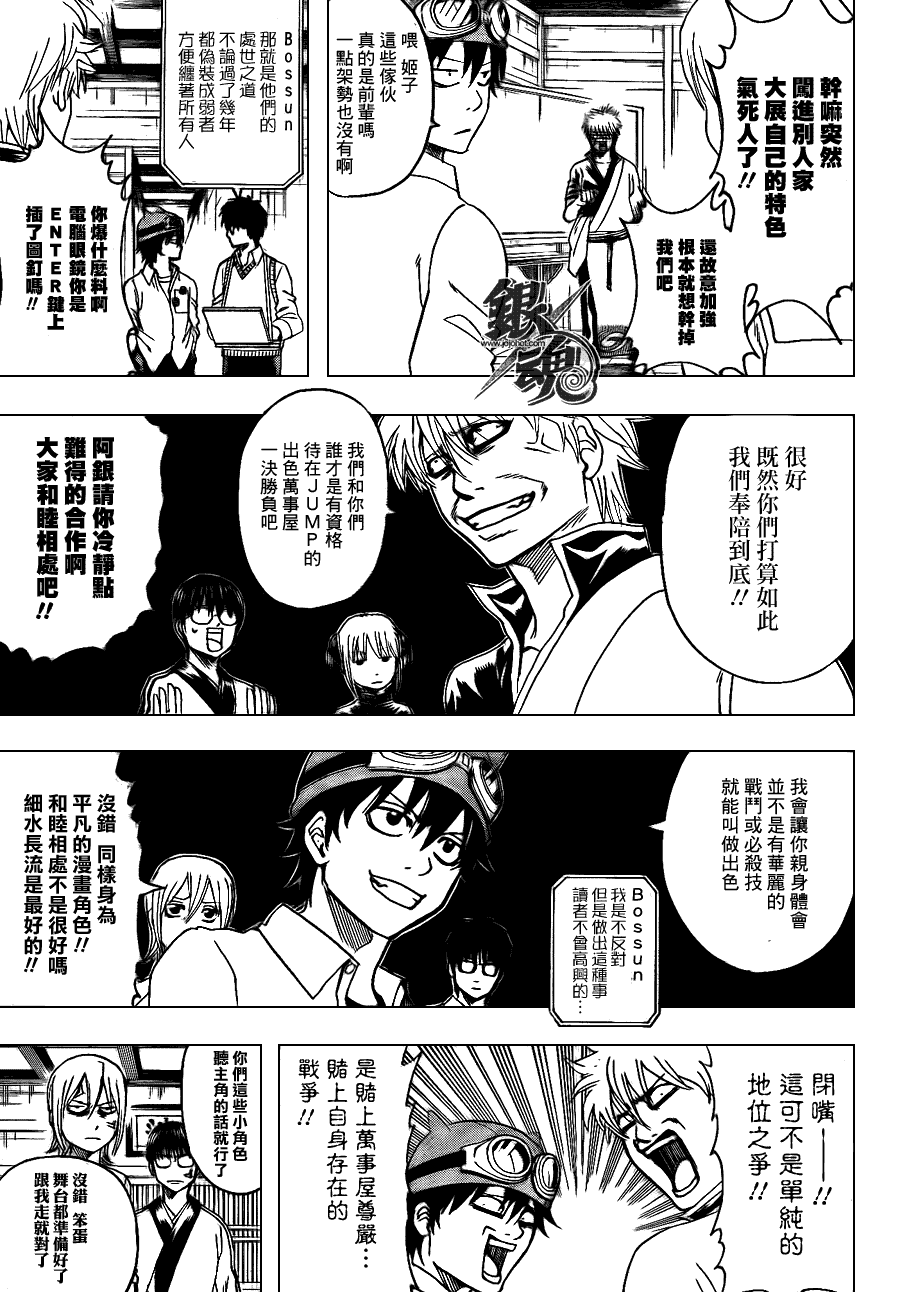 幹嘛突然
闖進別人家
大展自己的特色
氣死人了!!
還故意加強
根本就想幹掉
我們吧
喂 姬子
這些傢伙
真的是前輩嗎
一點架勢也沒有啊
銀魂
www.jojohot.com
Bossun
那就是他們的
處世之道
不論過了幾年
都偽裝成弱者
方便纏著所有人
你爆什麼料啊
電腦眼鏡你是
ENTER鍵上
插了圖釘嗎!!
很好
既然你們打算如此
我們奉陪到底!!
我們和你們
誰才是有資格
待在JUMP的
出色萬事屋
一決勝負吧
阿銀請你冷靜點
難得的合作啊
大家和睦相處吧!!
我會讓你親身體會
並不是有華麗的
戰鬥或必殺技
就能叫做出色
Bossun
我是不反對
但是做出這種事
讀者不會高興的…
沒錯 同樣身為
平凡的漫畫角色!!
和睦相處不是很好嗎
細水長流是最好的!!
閉嘴——!!
這可不是單純的
地位之爭!!
是賭上萬事屋尊嚴…
賭上自身存在的
戰爭!!
你們這些小角色
聽主角的話就行了
沒錯 笨蛋
舞台都準備好了
跟我走就對了